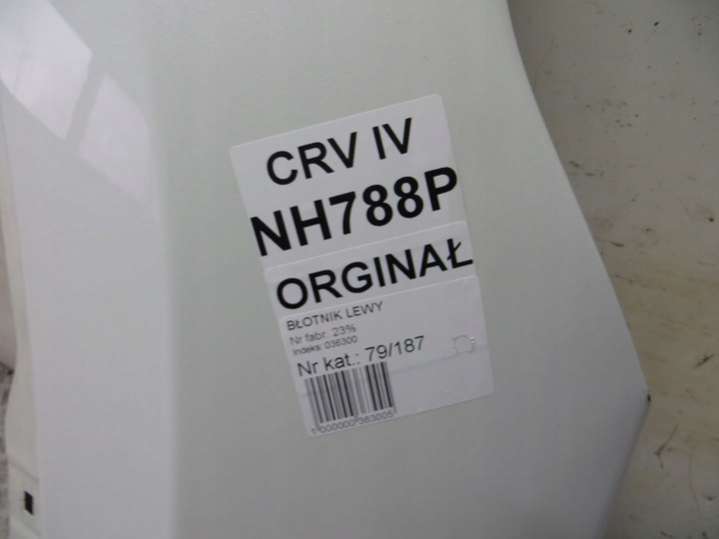 CRV IV
NH788P
ORGINAŁ
BŁOTNIK LEWY
Nr fabr: 23%
Indeks: 036300
Nr kat.: 79/187